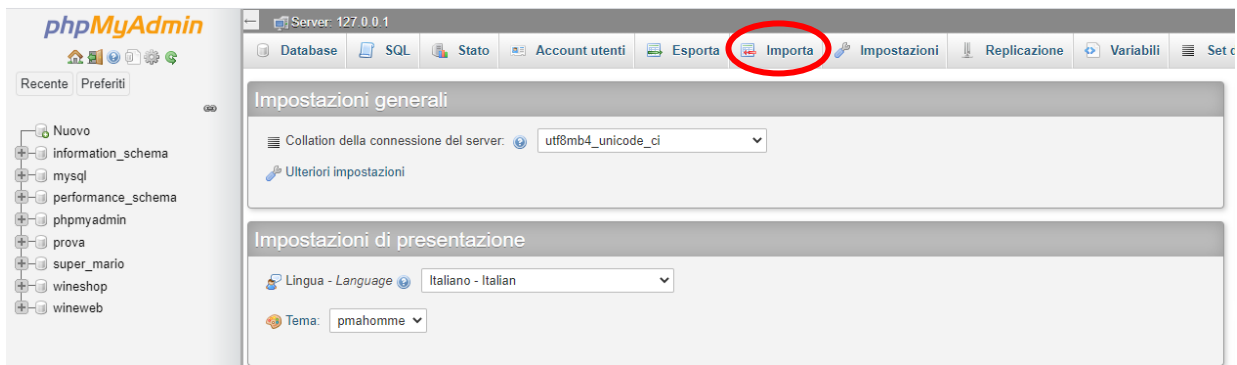 phpMyAdmin
Recente Preferiti
Nuovo
information_schema
mysql
performance_schema
phpmyadmin
prova
super_mario
wineshop
wineweb
Server: 127.0.0.1
Database SQL Stato Account utenti Esporta Importa Impostazioni Replicazione Variabili Set c
Impostazioni generali
Collation della connessione del server: utf8mb4_unicode_ci
Ulteriori impostazioni
Impostazioni di presentazione
Lingua - Language Italiano - Italian
Tema: pmahomme